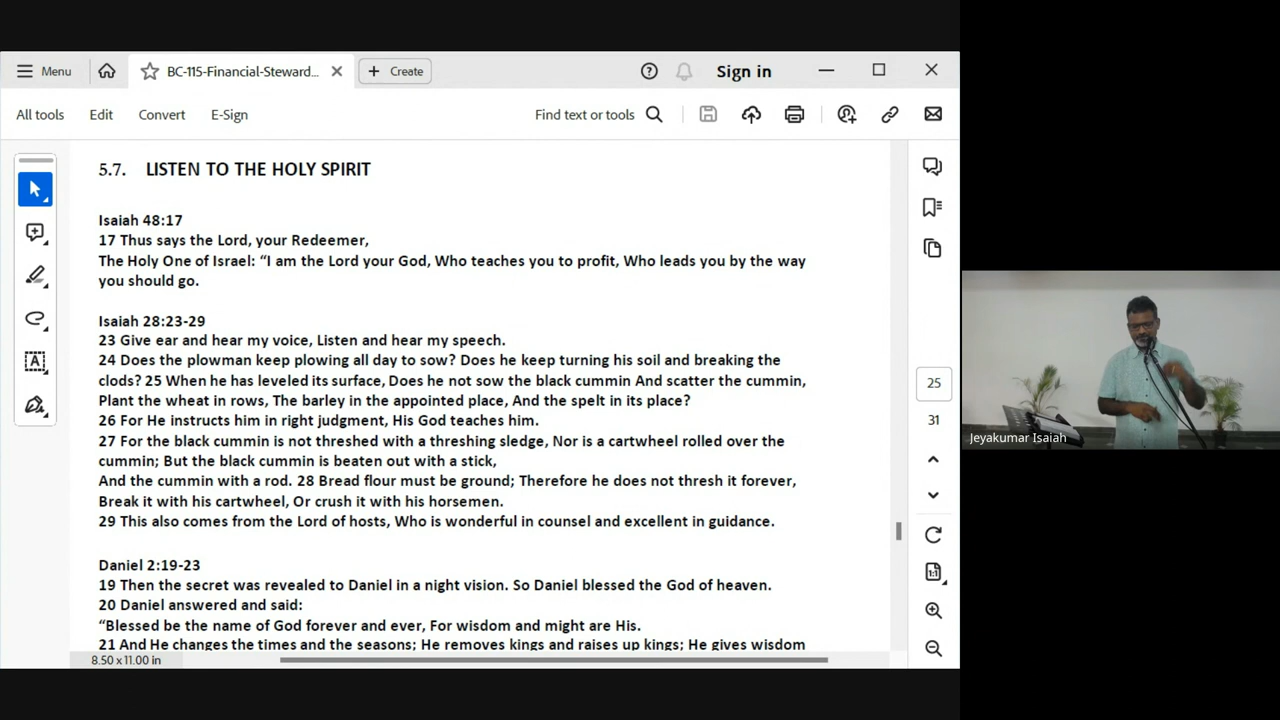 Menu
BC-115-Financial-Steward...
Create
Sign in
All tools
Edit
Convert
E-Sign
Find text or tools
5.7. LISTEN TO THE HOLY SPIRIT
Isaiah 48:17
17 Thus says the Lord, your Redeemer,
The Holy One of Israel: “I am the Lord your God, Who teaches you to profit, Who leads you by the way
you should go.
Isaiah 28:23-29
23 Give ear and hear my voice, Listen and hear my speech.
24 Does the plowman keep plowing all day to sow? Does he keep turning his soil and breaking the
clods? 25 When he has leveled its surface, Does he not sow the black cummin And scatter the cummin,
Plant the wheat in rows, The barley in the appointed place, And the spelt in its place?
26 For He instructs him in right judgment, His God teaches him.
27 For the black cummin is not threshed with a threshing sledge, Nor is a cartwheel rolled over the
cummin; But the black cummin is beaten out with a stick,
And the cummin with a rod. 28 Bread flour must be ground; Therefore he does not thresh it forever,
Break it with his cartwheel, Or crush it with his horsemen.
29 This also comes from the Lord of hosts, Who is wonderful in counsel and excellent in guidance.
Daniel 2:19-23
19 Then the secret was revealed to Daniel in a night vision. So Daniel blessed the God of heaven.
20 Daniel answered and said:
“Blessed be the name of God forever and ever, For wisdom and might are His.
21 And He changes the times and the seasons; He removes kings and raises up kings; He gives wisdom
8.50 x 11.00 in
25
31
1:1
Jeyakumar Isaiah